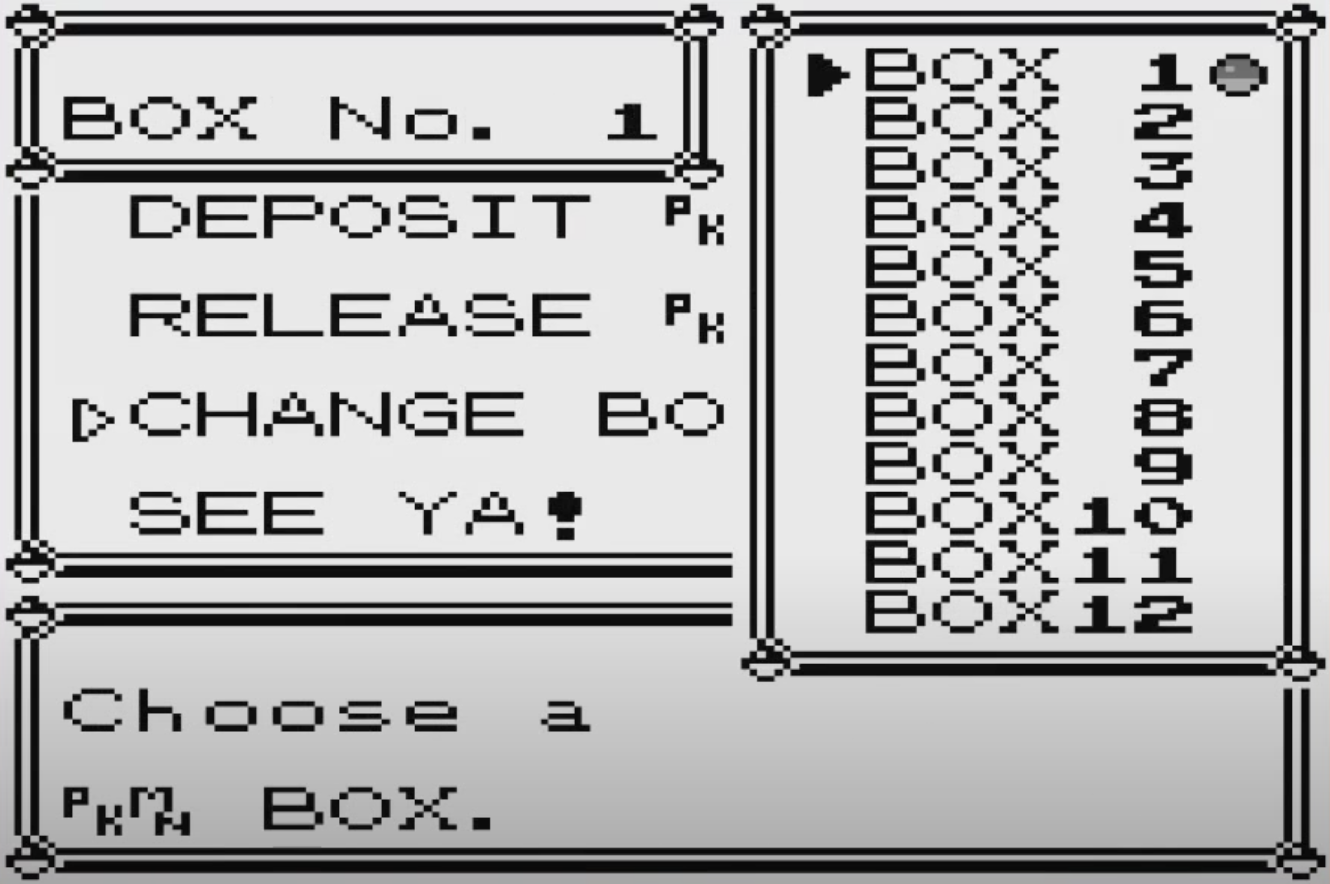 BOX No. 1
DEPOSIT PK
RELEASE PK
CHANGE BO
SEE YA!
BOX 1
BOX 2
BOX 3
BOX 4
BOX 5
BOX 6
BOX 7
BOX 8
BOX 9
BOX10
BOX11
BOX12
Choose a
PKMN BOX.